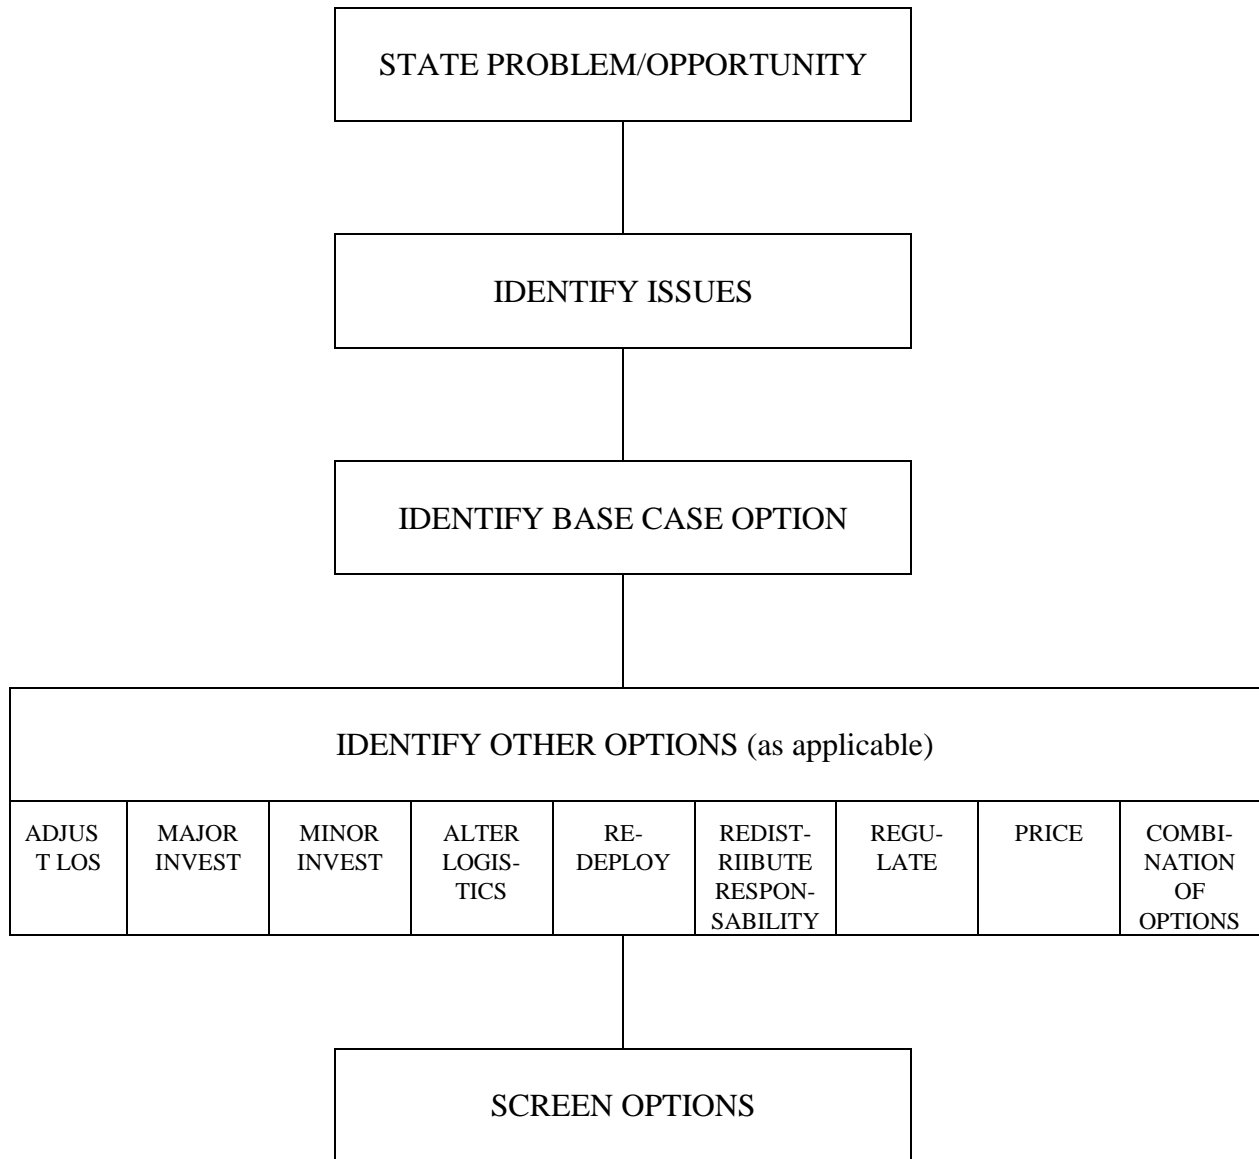 STATE PROBLEM/OPPORTUNITY
IDENTIFY ISSUES
IDENTIFY BASE CASE OPTION
IDENTIFY OTHER OPTIONS (as applicable)
ADJUS
T LOS
MAJOR
INVEST
MINOR
INVEST
ALTER
LOGIS-
TICS
RE-
DEPLOY
REDIST-
RIIBUTE
RESPON-
SABILITY
REGU-
LATE
PRICE
COMBI-
NATION
OF
OPTIONS
SCREEN OPTIONS